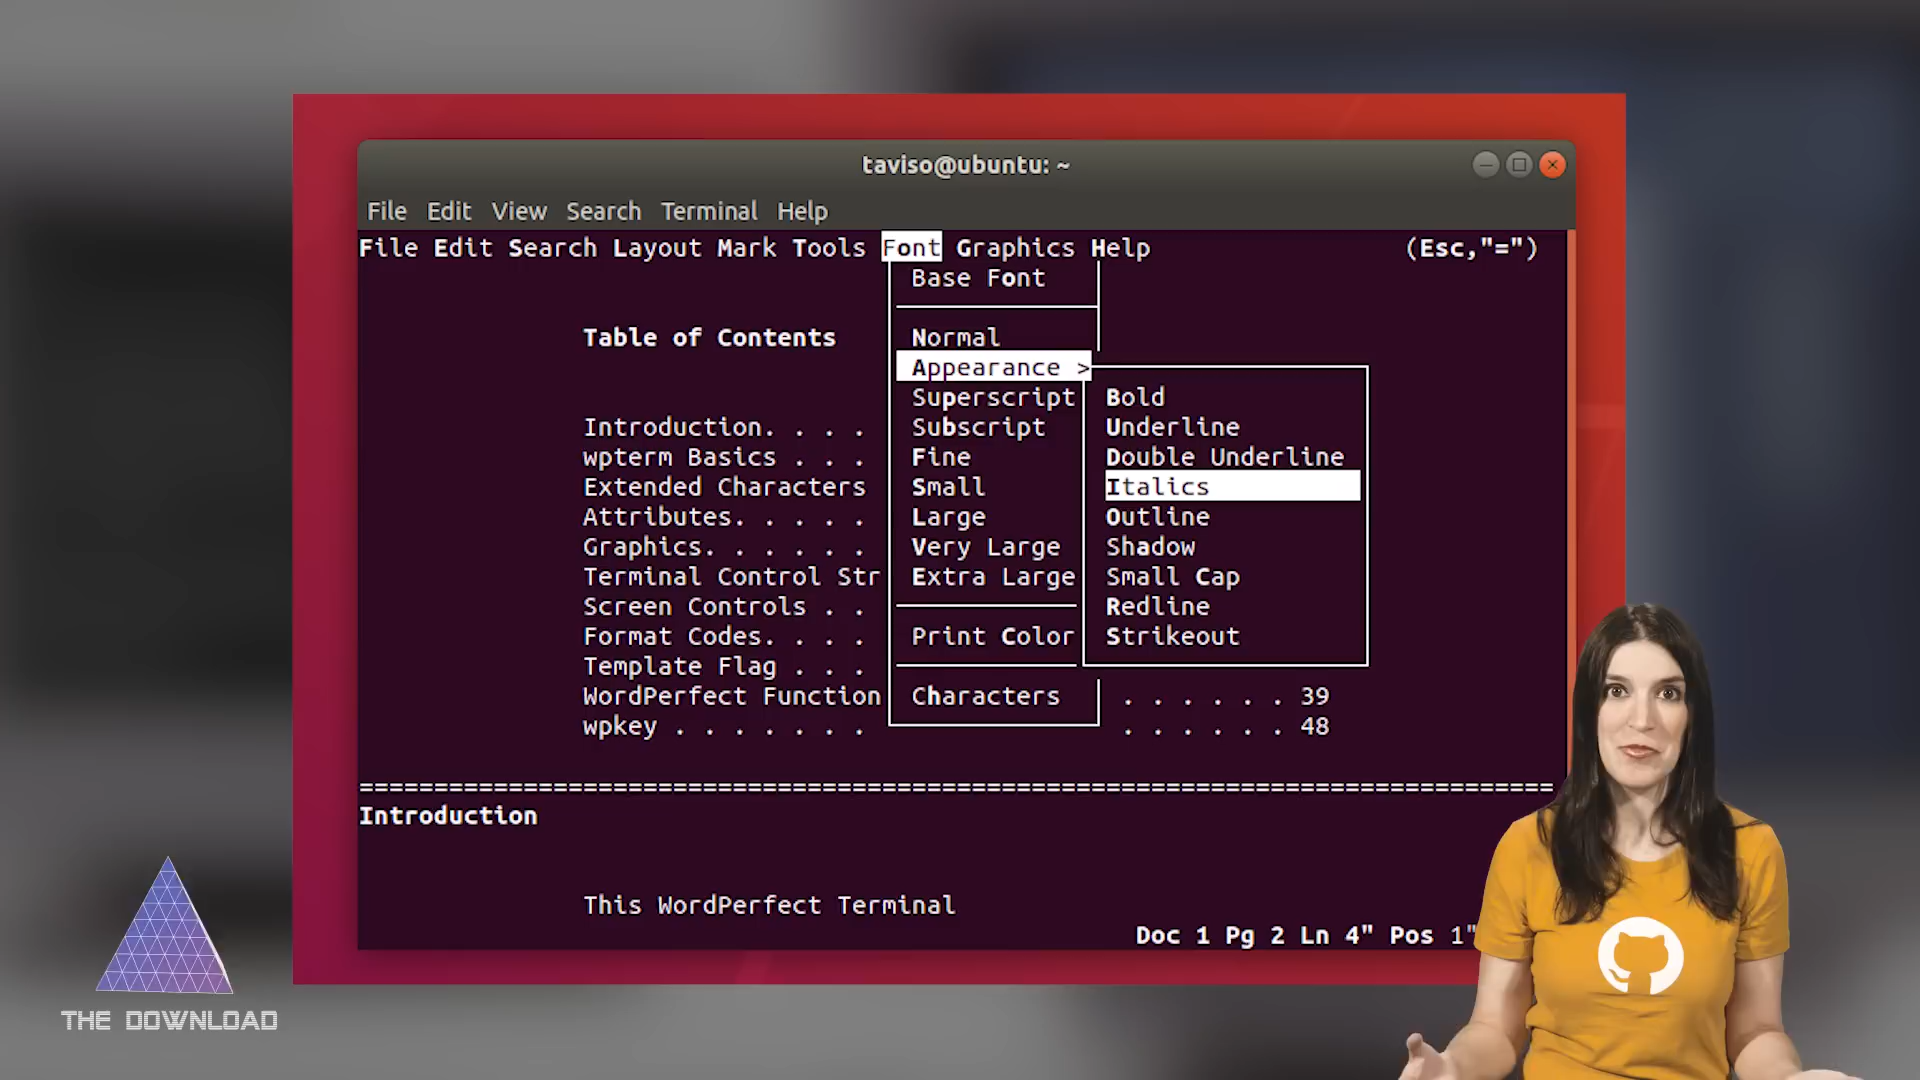 taviso@ubuntu: ~
File Edit View Search Terminal Help
File Edit Search Layout Mark Tools Font Graphics Help (Esc,"=")
Base Font
Table of Contents
Normal
Appearance >
Superscript
Bold
Introduction. . . .
Subscript
Underline
wpterm Basics . . .
Fine
Double Underline
Extended Characters
Small
Italics
Attributes. . . . .
Large
Outline
Graphics. . . . . .
Very Large
Shadow
Terminal Control Str
Extra Large
Small Cap
Screen Controls . .
Redline
Format Codes. . . .
Print Color
Strikeout
Template Flag . . .
WordPerfect Function
Characters
. . . . . . 39
wpkey . . . . . . .
. . . . . . 48
================================================================================
Introduction
This WordPerfect Terminal
Doc 1 Pg 2 Ln 4" Pos 1"
THE DOWNLOAD